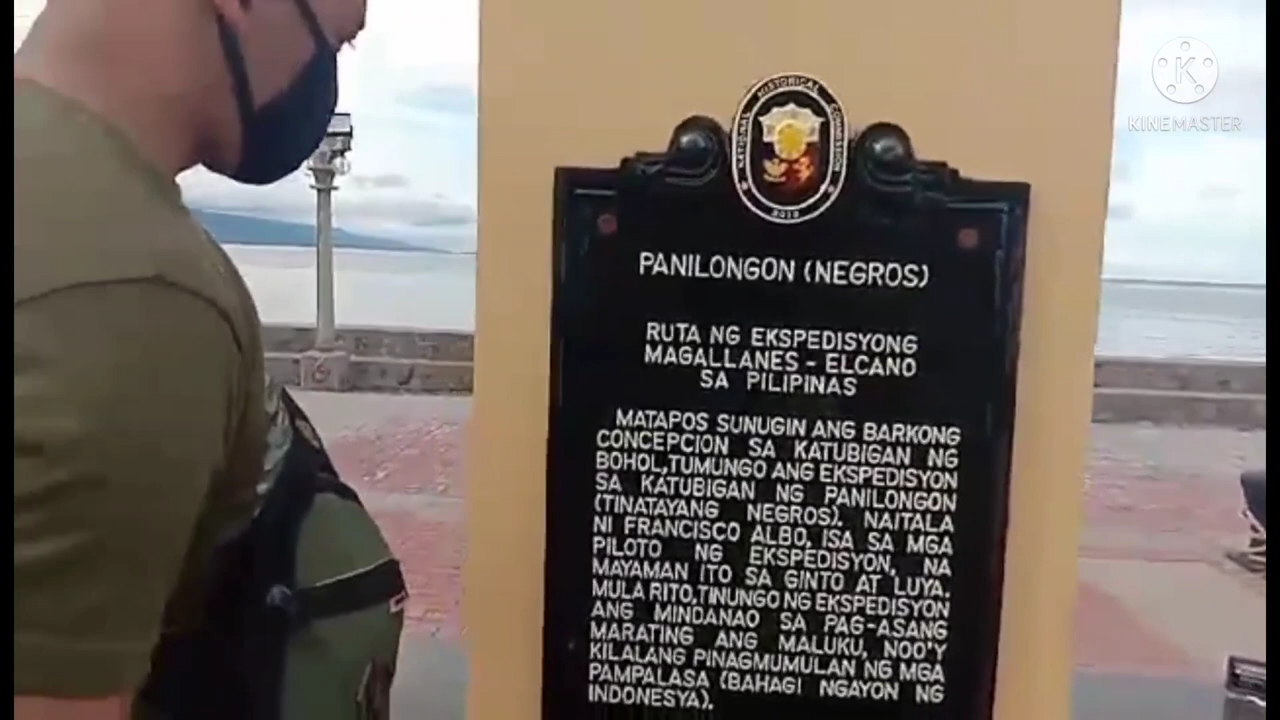 KINEMASTER
NATIONAL HISTORICAL COMMISSION
PANILONGON (NEGROS)
RUTA NG EKSPEDISYONG
MAGALLANES - ELCANO
SA PILIPINAS
MATAPOS SUNUGIN ANG BARKONG
CONCEPCION SA KATUBIGAN NG
BOHOL, TUMUNGO ANG EKSPEDISYON
SA KATUBIGAN NG PANILONGON
(TINATAYANG NEGROS). NAITALA
NI FRANCISCO ALBO, ISA SA MGA
PILOTO NG EKSPEDISYON, NA
MAYAMAN ITO SA GINTO AT LUYA.
MULA RITO, TINUNGO NG EKSPEDISYON
ANG MINDANAO SA PAG-ASANG
MARATING ANG MALUKU, NOO'Y
KILALANG PINAGMUMULAN NG MGA
PAMPALASA (BAHAGI NGAYON NG
INDONESYA).